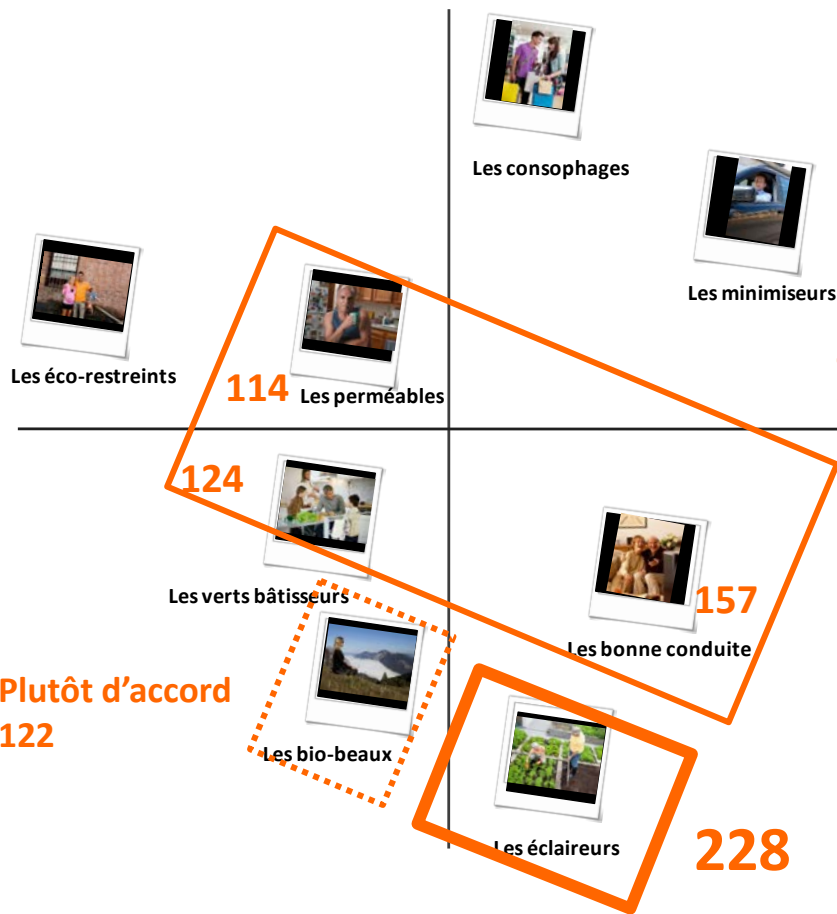 Les consophages
Les minimiseurs
Les éco-restreints
114
Les perméables
124
Les verts bâtisseurs
157
Les bonne conduite
Plutôt d'accord
122
Les bio-beaux
Les éclaireurs
228